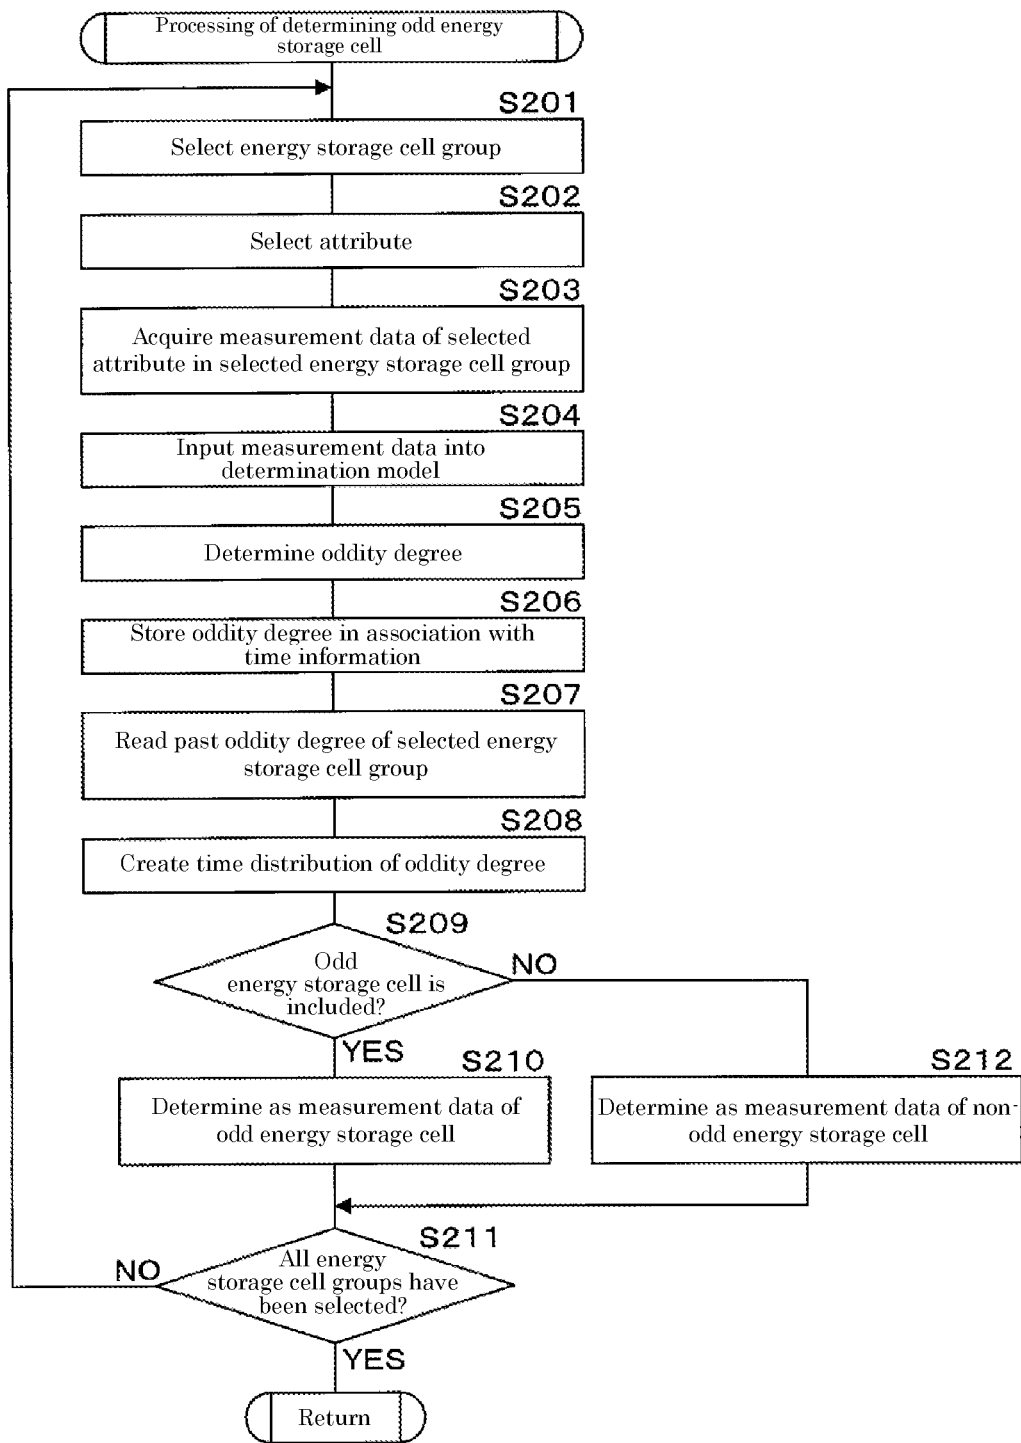 Processing of determining odd energy
storage cell
S201
Select energy storage cell group
S202
Select attribute
S203
Acquire measurement data of selected
attribute in selected energy storage cell group
S204
Input measurement data into
determination model
S205
Determine oddity degree
S206
Store oddity degree in association with
time information
S207
Read past oddity degree of selected energy
storage cell group
S208
Create time distribution of oddity degree
S209
Odd
energy storage cell is
included?
NO
YES
S210
Determine as measurement data of
odd energy storage cell
S212
Determine as measurement data of non-
odd energy storage cell
S211
All energy
storage cell groups have
been selected?
NO
YES
Return